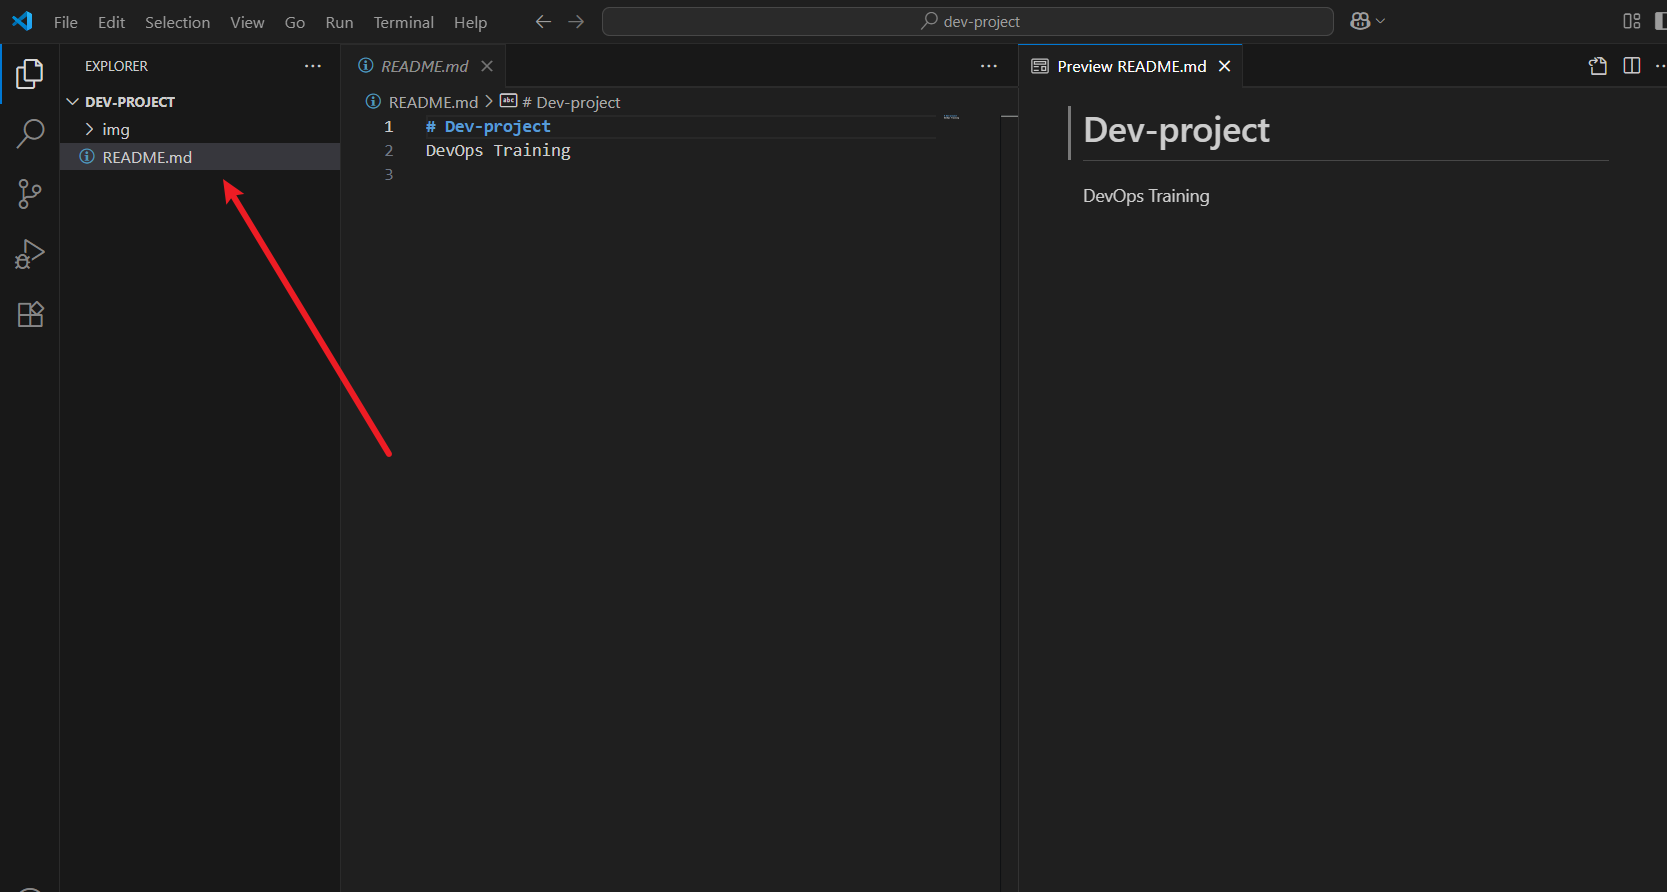 File Edit Selection View Go Run Terminal Help
dev-project
EXPLORER
DEV-PROJECT
img
README.md
README.md
README.md > # Dev-project
1 # Dev-project
2 DevOps Training
3
Preview README.md
Dev-project
DevOps Training